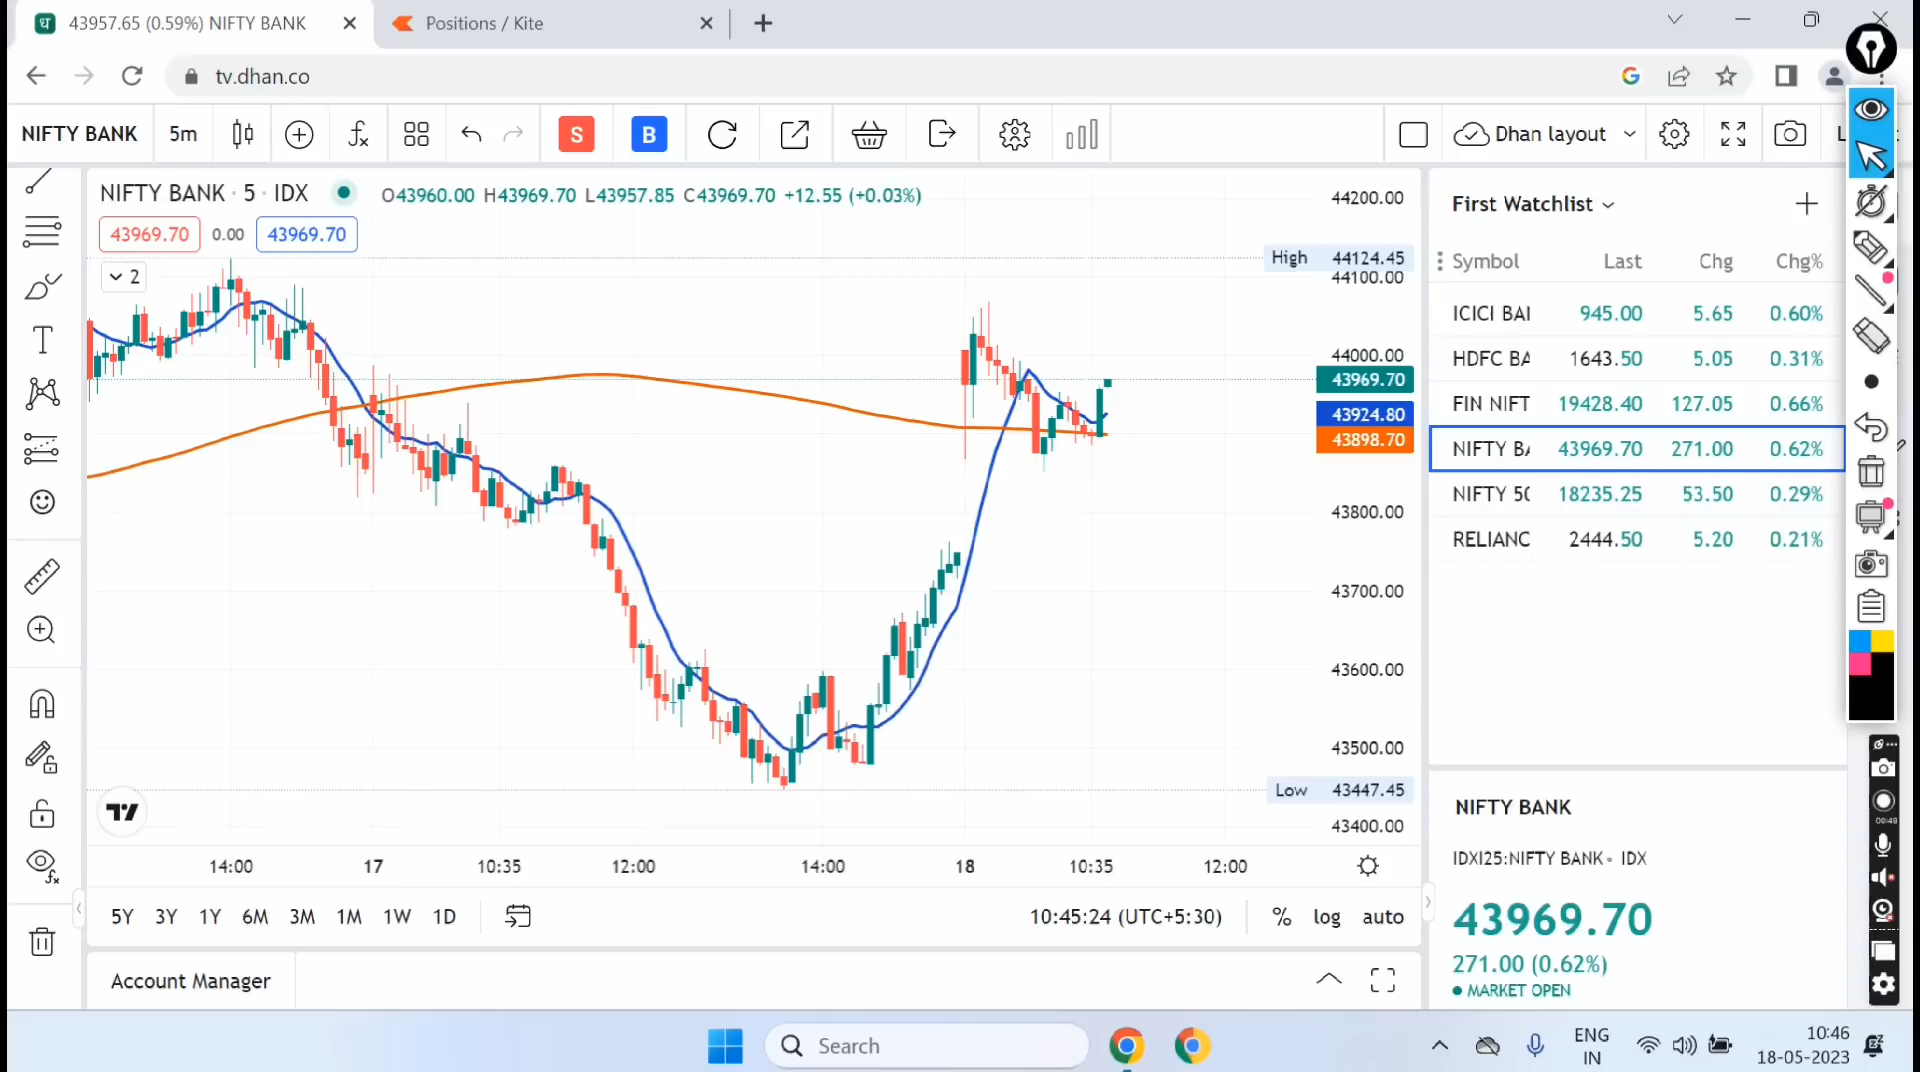 43957.65 (0.59%) NIFTY BANK
Positions / Kite
tv.dhan.co
NIFTY BANK 5m S B Dhan layout
NIFTY BANK · 5 · IDX O43960.00 H43969.70 L43957.85 C43969.70 +12.55 (+0.03%)
43969.70 0.00 43969.70
2
44200.00
High 44124.45
44100.00
44000.00
43969.70
43924.80
43898.70
43800.00
43700.00
43600.00
43500.00
Low 43447.45
43400.00
14:00 17 10:35 12:00 14:00 18 10:35 12:00
5Y 3Y 1Y 6M 3M 1M 1W 1D 10:45:24 (UTC+5:30) % log auto
Account Manager
First Watchlist
Symbol Last Chg Chg%
ICICI BAI 945.00 5.65 0.60%
HDFC BA 1643.50 5.05 0.31%
FIN NIFT 19428.40 127.05 0.66%
NIFTY BA 43969.70 271.00 0.62%
NIFTY 50 18235.25 53.50 0.29%
RELIANC 2444.50 5.20 0.21%
NIFTY BANK
IDXI25:NIFTY BANK • IDX
43969.70
271.00 (0.62%)
MARKET OPEN
Search
ENG
IN
10:46
18-05-2023